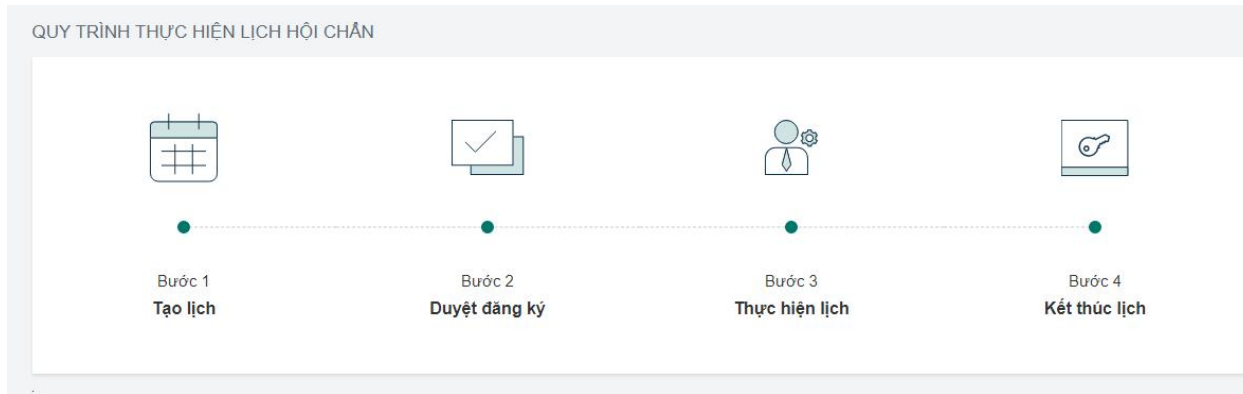 QUY TRÌNH THỰC HIỆN LỊCH HỘI CHẨN
Bước 1
Tạo lịch
Bước 2
Duyệt đăng ký
Bước 3
Thực hiện lịch
Bước 4
Kết thúc lịch